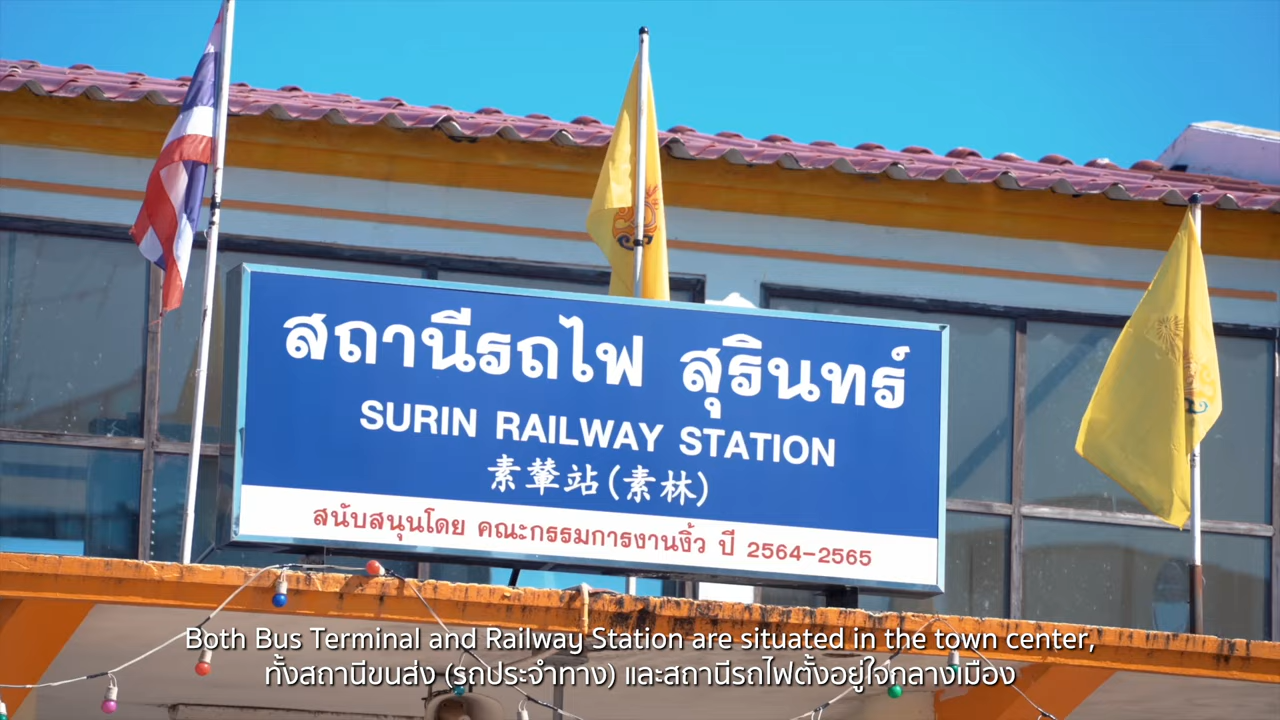 สถานีรถไฟ สุรินทร์
SURIN RAILWAY STATION
素輦站(素林)
สนับสนุนโดย คณะกรรมการงานงิ้ว ปี 2564-2565
Both Bus Terminal and Railway Station are situated in the town center,
ทั้งสถานีขนส่ง (รถประจำทาง) และสถานีรถไฟตั้งอยู่ใจกลางเมือง